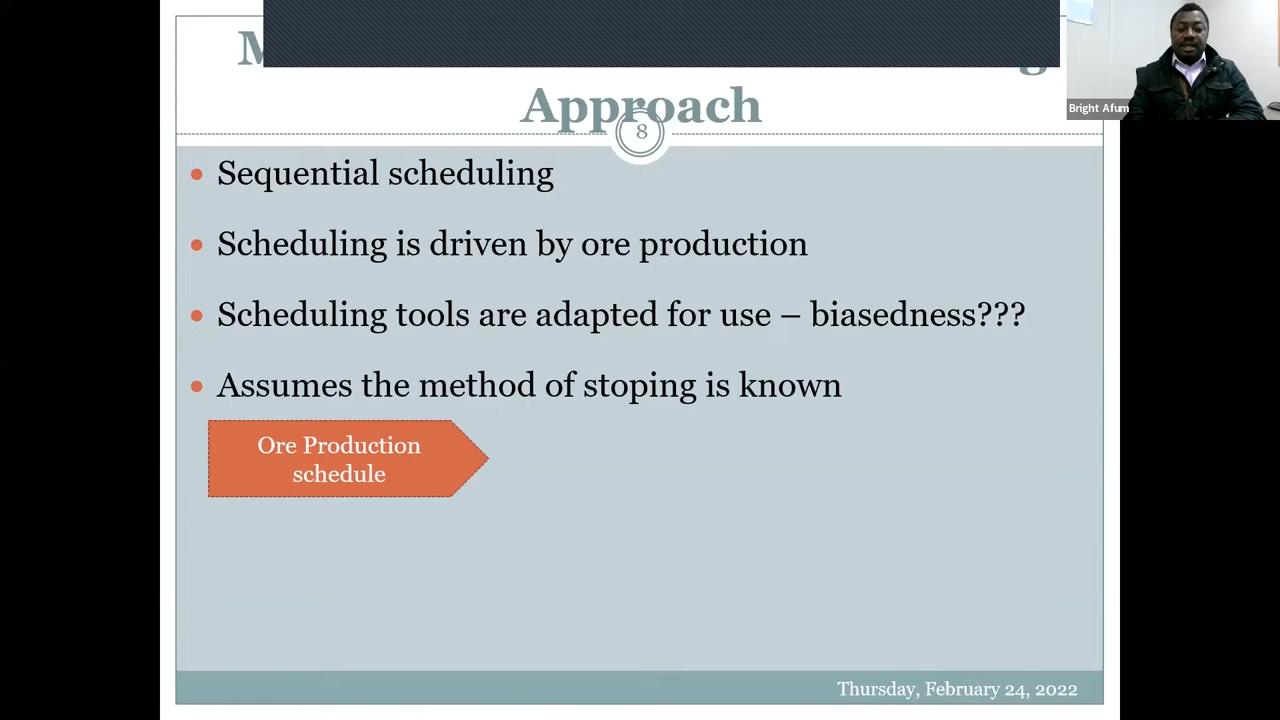 Approach
8
Sequential scheduling
Scheduling is driven by ore production
Scheduling tools are adapted for use – biasedness???
Assumes the method of stoping is known
Ore Production
schedule
Thursday, February 24, 2022
Bright Afum